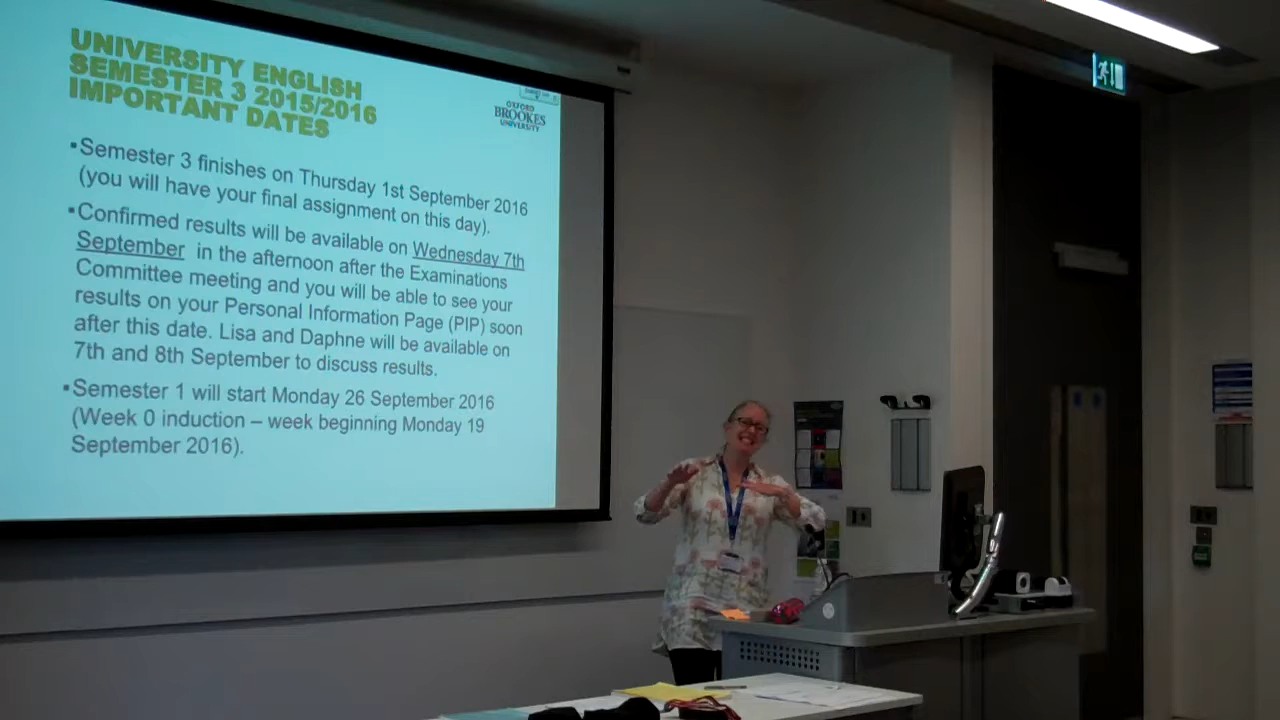 UNIVERSITY ENGLISH
SEMESTER 3 2015/2016
IMPORTANT DATES
OXFORD
BROOKES
UNIVERSITY
▪Semester 3 finishes on Thursday 1st September 2016
(you will have your final assignment on this day).
▪Confirmed results will be available on Wednesday 7th
September in the afternoon after the Examinations
Committee meeting and you will be able to see your
results on your Personal Information Page (PIP) soon
after this date. Lisa and Daphne will be available on
7th and 8th September to discuss results.
▪Semester 1 will start Monday 26 September 2016
(Week 0 induction – week beginning Monday 19
September 2016).